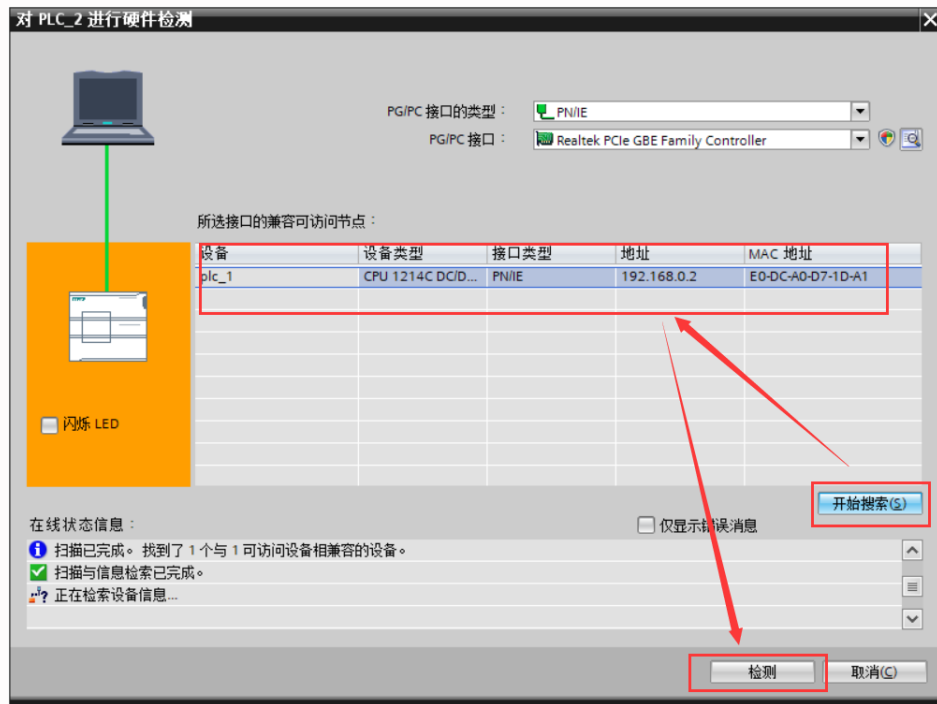 对 PLC_2 进行硬件检测
PG/PC 接口的类型： PN/IE
PG/PC 接口： Realtek PCIe GBE Family Controller
所选接口的兼容可访问节点：
设备 设备类型 接口类型 地址 MAC 地址
plc_1 CPU 1214C DC/D... PN/IE 192.168.0.2 E0-DC-A0-D7-1D-A1
闪烁 LED
开始搜索(S)
在线状态信息： 仅显示错误消息
扫描已完成。找到了 1 个与 1 可访问设备相兼容的设备。
扫描与信息检索已完成。
正在检索设备信息...
检测 取消(C)